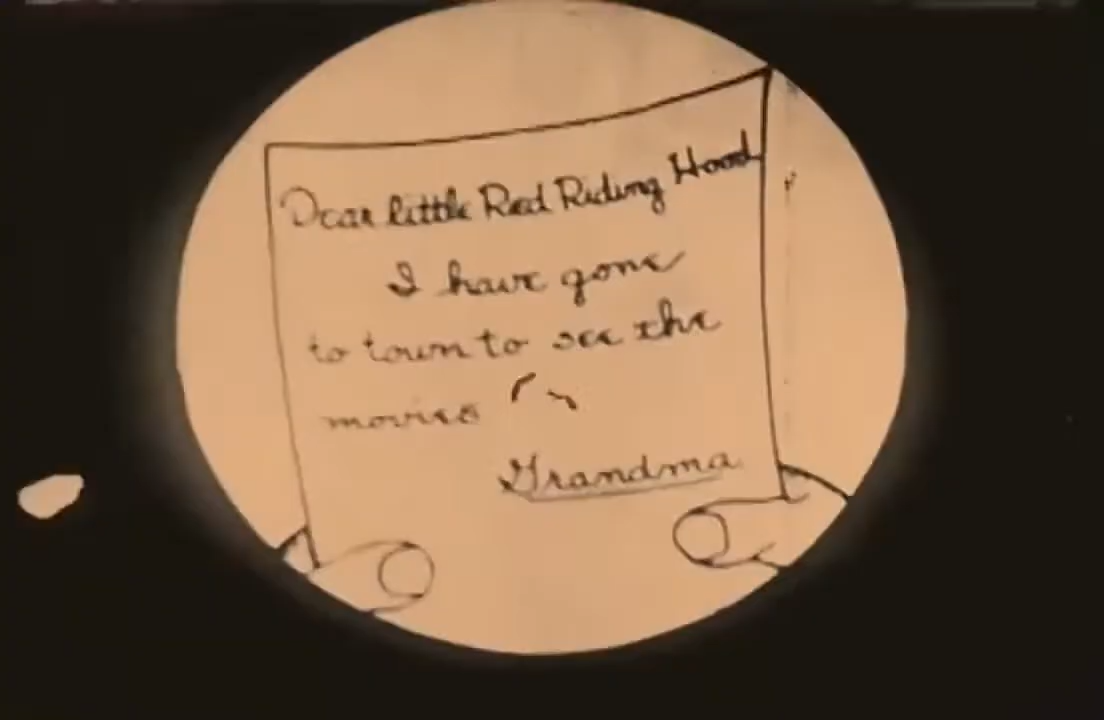 Dear little Red Riding Hood
I have gone
to town to see the
movies
Grandma